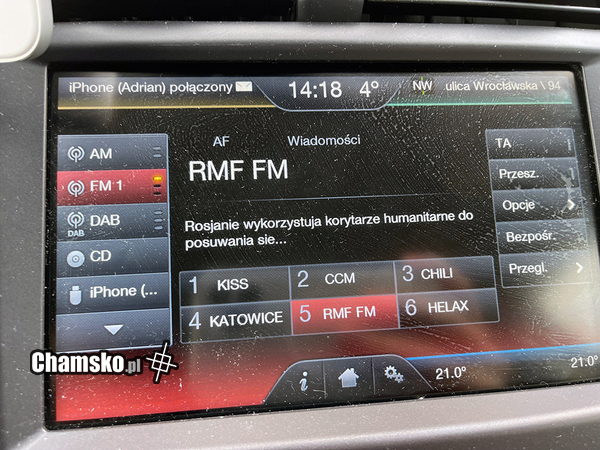 iPhone (Adrian) połączony 14:18 4° NW ulica Wrocławska \ 94
AM
FM 1
DAB
DAB
CD
iPhone (...
AF Wiadomości
RMF FM
Rosjanie wykorzystują korytarze humanitarne do
posuwania sie...
1 KISS 2 CCM 3 CHILI
4 KATOWICE 5 RMF FM 6 HELAX
TA
Przesz.
Opcje
Bezpośr.
Przegl.
i 21.0° 21.0°
Chamsko.pl